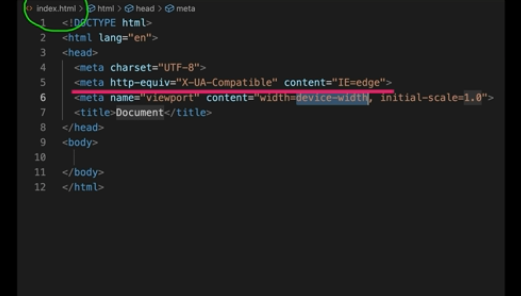 index.html > html > head > meta
1 <!DOCTYPE html>
2 <html lang="en">
3 <head>
4 <meta charset="UTF-8">
5 <meta http-equiv="X-UA-Compatible" content="IE=edge">
6 <meta name="viewport" content="width=device-width, initial-scale=1.0">
7 <title>Document</title>
8 </head>
9 <body>
10
11 </body>
12 </html>